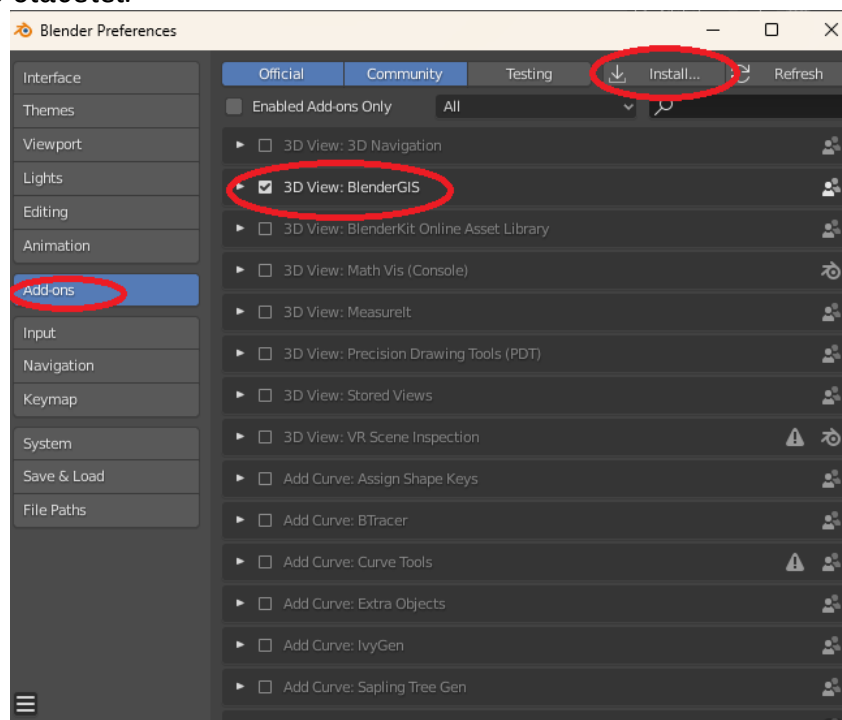 Blender Preferences
Interface
Themes
Viewport
Lights
Editing
Animation
Add-ons
Input
Navigation
Keymap
System
Save & Load
File Paths
Official Community Testing Install... Refresh
Enabled Add-ons Only All
3D View: 3D Navigation
3D View: BlenderGIS
3D View: BlenderKit Online Asset Library
3D View: Math Vis (Console)
3D View: MeasureIt
3D View: Precision Drawing Tools (PDT)
3D View: Stored Views
3D View: VR Scene Inspection
Add Curve: Assign Shape Keys
Add Curve: BTracer
Add Curve: Curve Tools
Add Curve: Extra Objects
Add Curve: IvyGen
Add Curve: Sapling Tree Gen